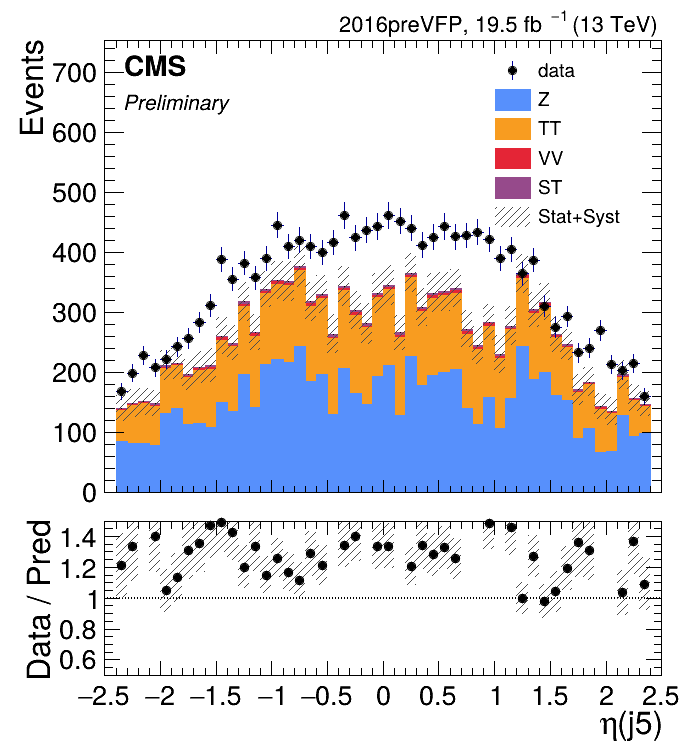 2016preVFP, 19.5 fb ⁻¹ (13 TeV)
Events
CMS
Preliminary
data
Z
TT
VV
ST
Stat+Syst
700
600
500
400
300
200
100
0
Data / Pred
1.4
1.2
1
0.8
0.6
−2.5 −2 −1.5 −1 −0.5 0 0.5 1 1.5 2 2.5
η(j5)